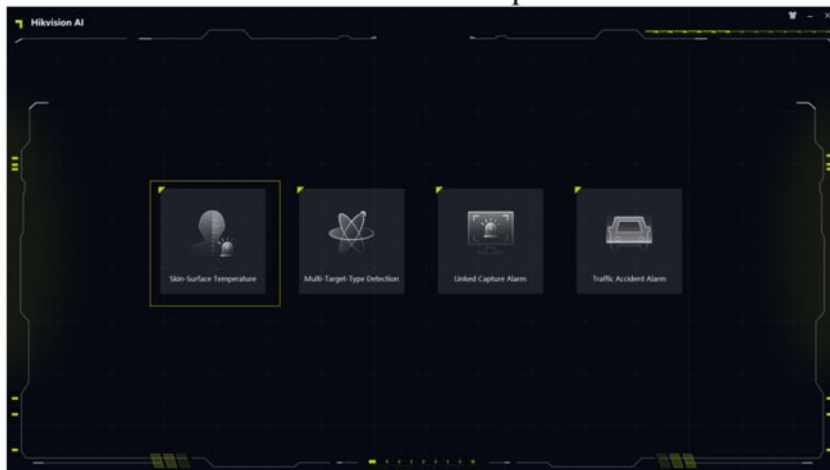 Hikvision AI
Skin-Surface Temperature
Multi-Target-Type Detection
Linked Capture Alarm
Traffic Accident Alarm